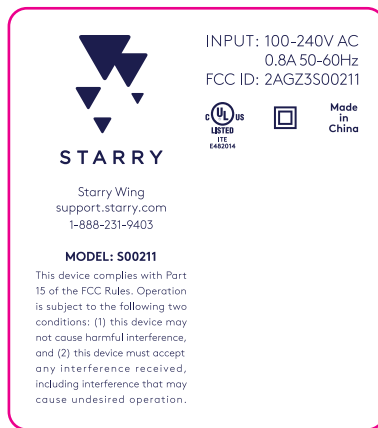 INPUT: 100-240V AC
0.8A 50-60Hz
FCC ID: 2AGZ3S00211
C UL US
LISTED
ITE
E482014
Made
in
China
STARRY
Starry Wing
support.starry.com
1-888-231-9403
MODEL: S00211
This device complies with Part
15 of the FCC Rules. Operation
is subject to the following two
conditions: (1) this device may
not cause harmful interference,
and (2) this device must accept
any interference received,
including interference that may
cause undesired operation.